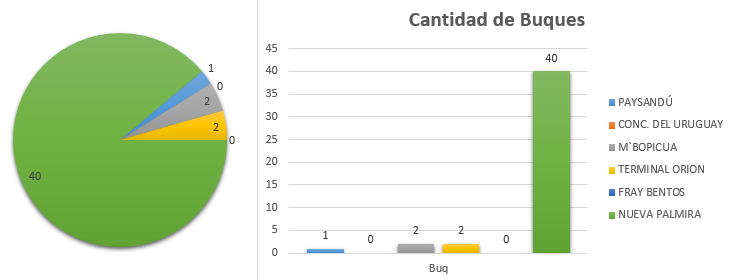 1
0
2
2
0
40
Cantidad de Buques
45
40
35
30
25
20
15
10
5
0
1
0
2
2
0
40
Buq
PAYSANDÚ
CONC. DEL URUGUAY
M`BOPICUA
TERMINAL ORION
FRAY BENTOS
NUEVA PALMIRA